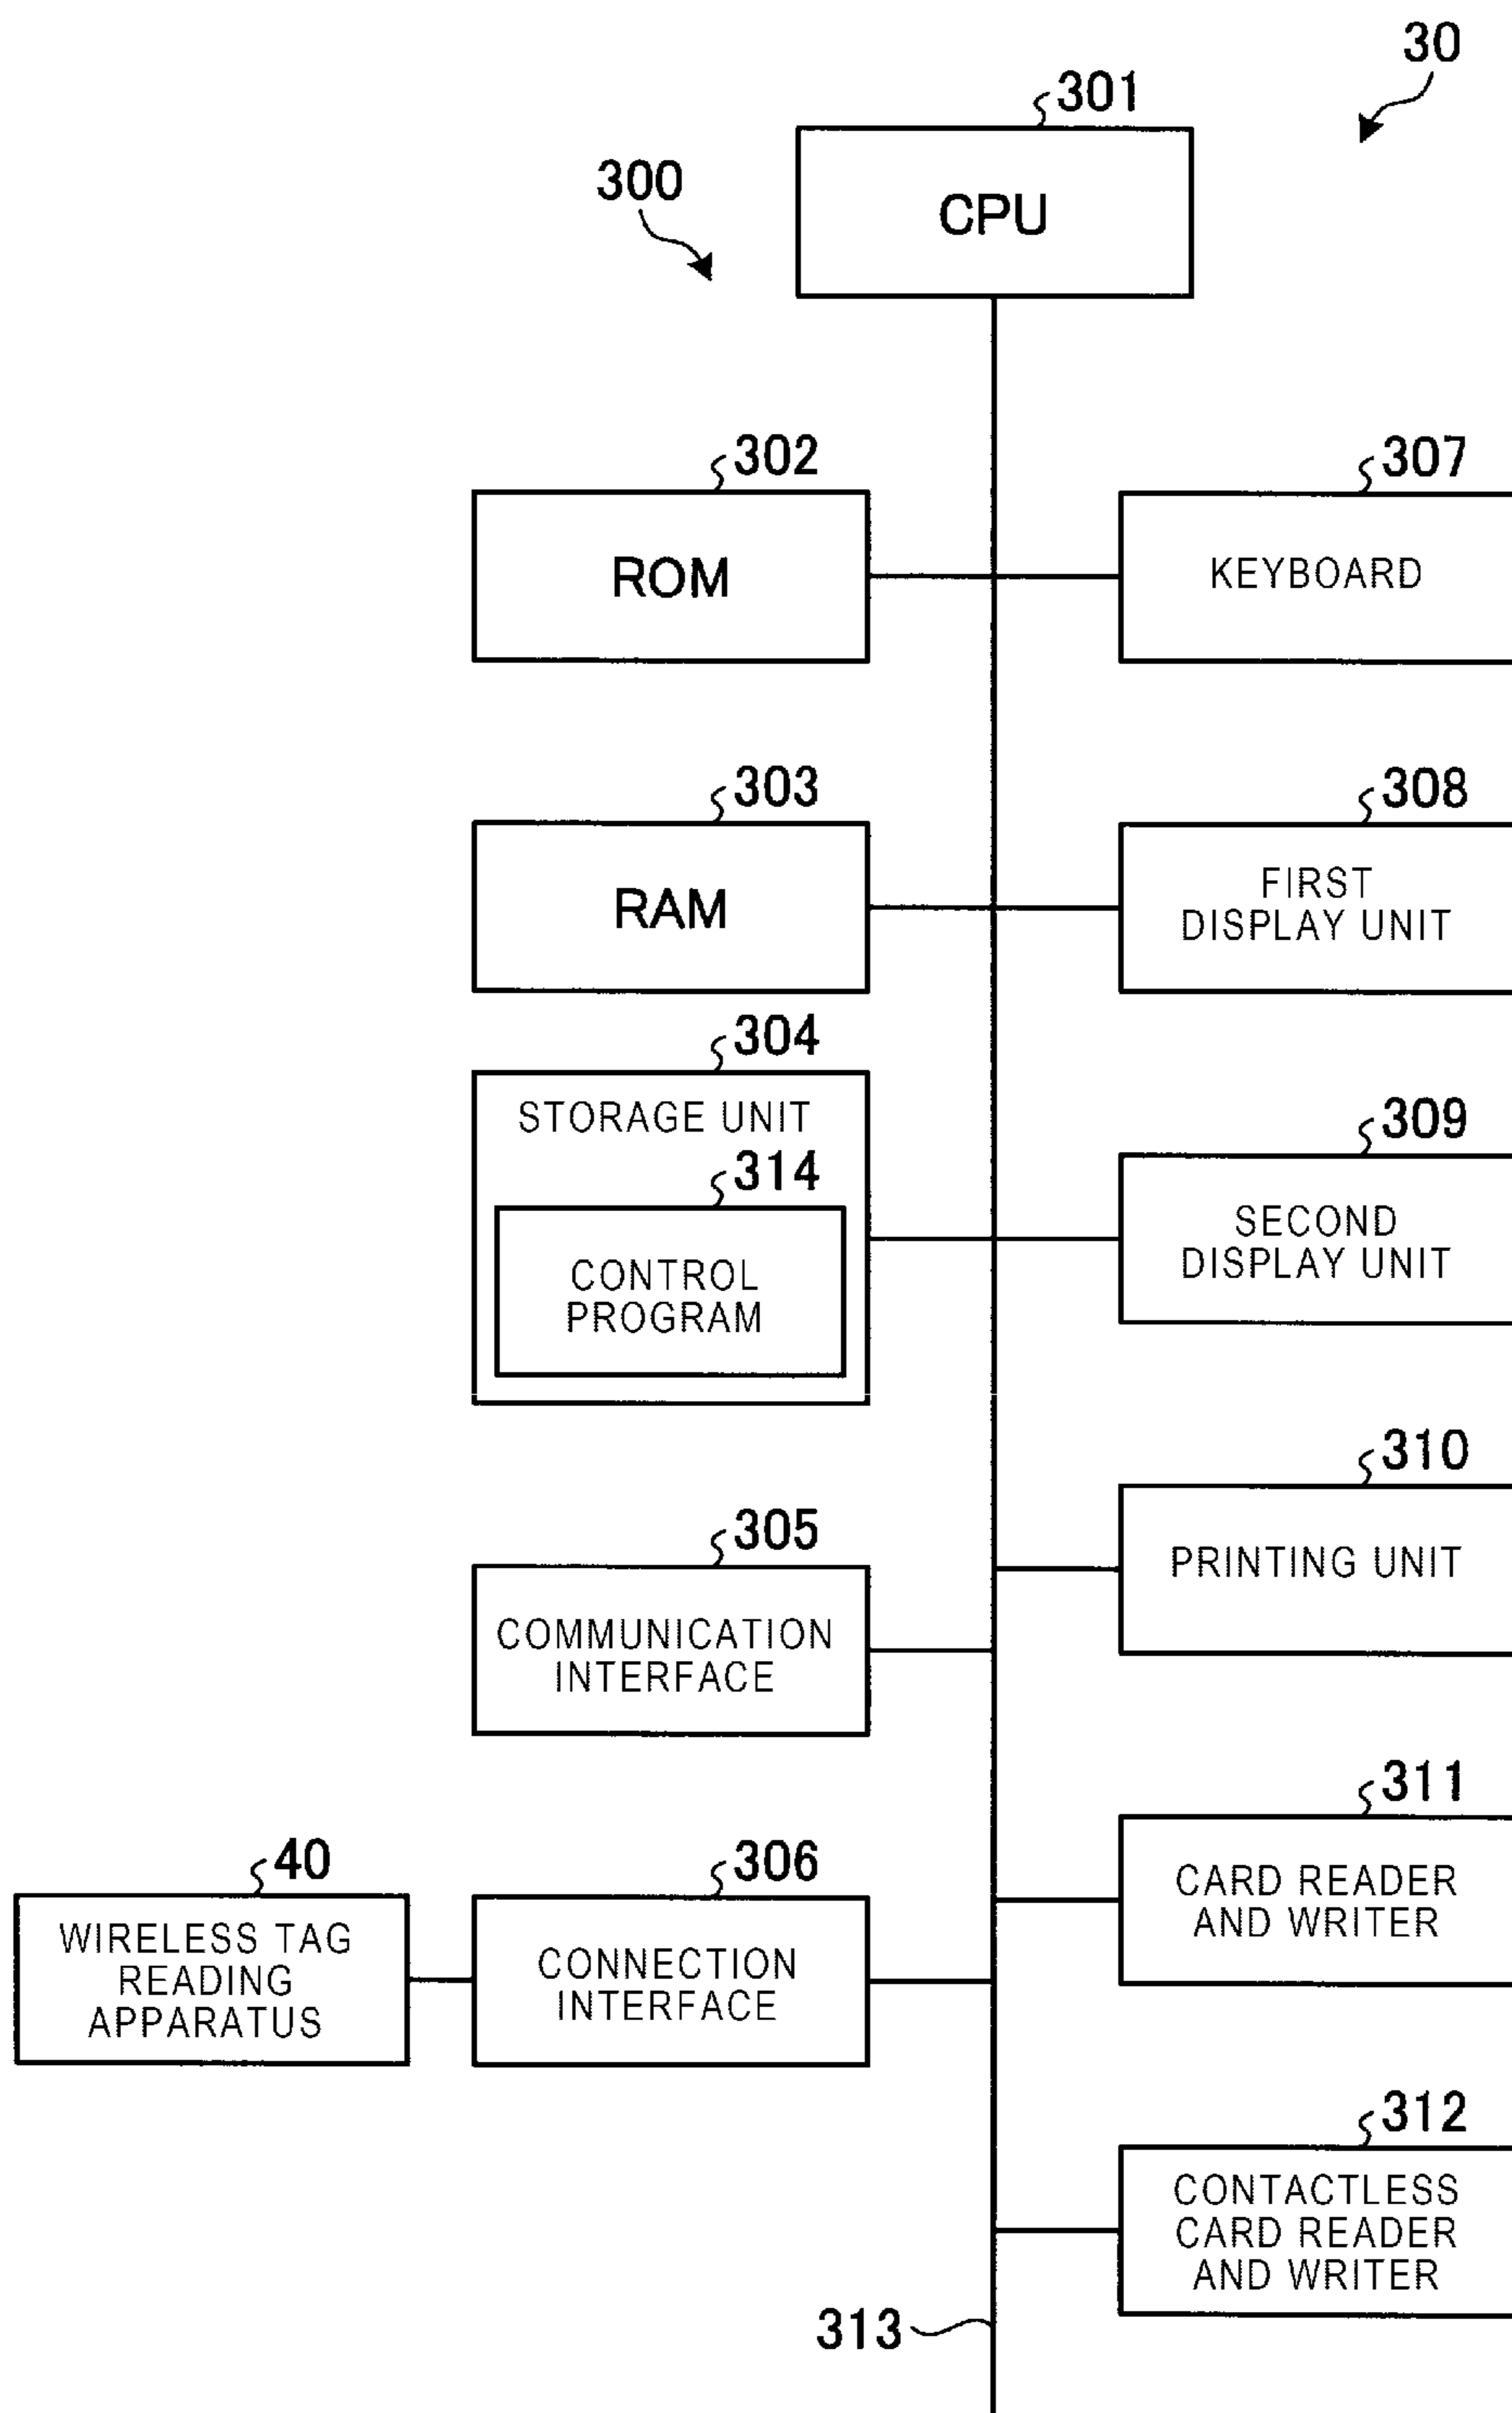 30
301
300
CPU
302
307
ROM
KEYBOARD
303
308
RAM
FIRST
DISPLAY UNIT
304
STORAGE UNIT
309
314
SECOND
DISPLAY UNIT
CONTROL
PROGRAM
310
305
PRINTING UNIT
COMMUNICATION
INTERFACE
311
40
306
CARD READER
AND WRITER
WIRELESS TAG
READING
APPARATUS
CONNECTION
INTERFACE
312
CONTACTLESS
CARD READER
AND WRITER
313